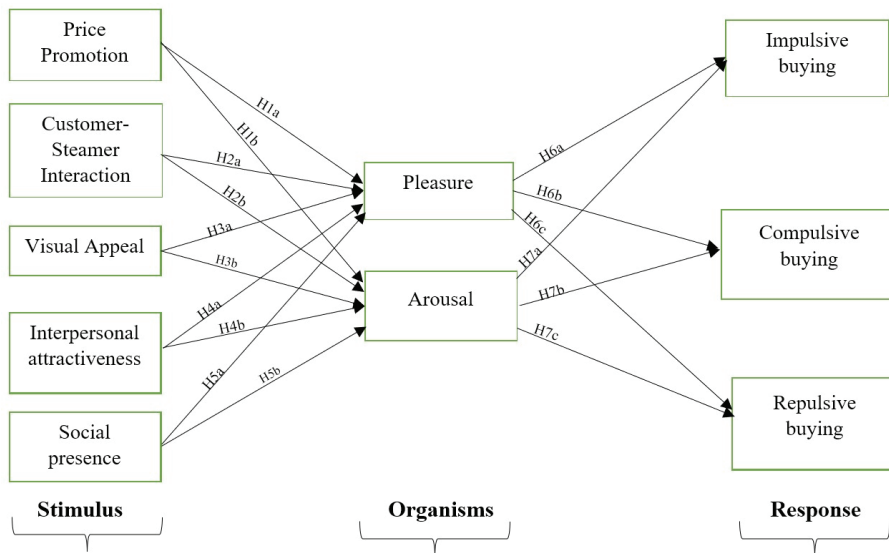 Price
Promotion
Customer-
Steamer
Interaction
Visual Appeal
Interpersonal
attractiveness
Social
presence
H1a
H1b
H2a
H2b
H3a
H3b
H4a
H4b
H5a
H5b
Pleasure
Arousal
H6a
H6b
H6c
H7a
H7b
H7c
Impulsive
buying
Compulsive
buying
Repulsive
buying
Stimulus
Organisms
Response